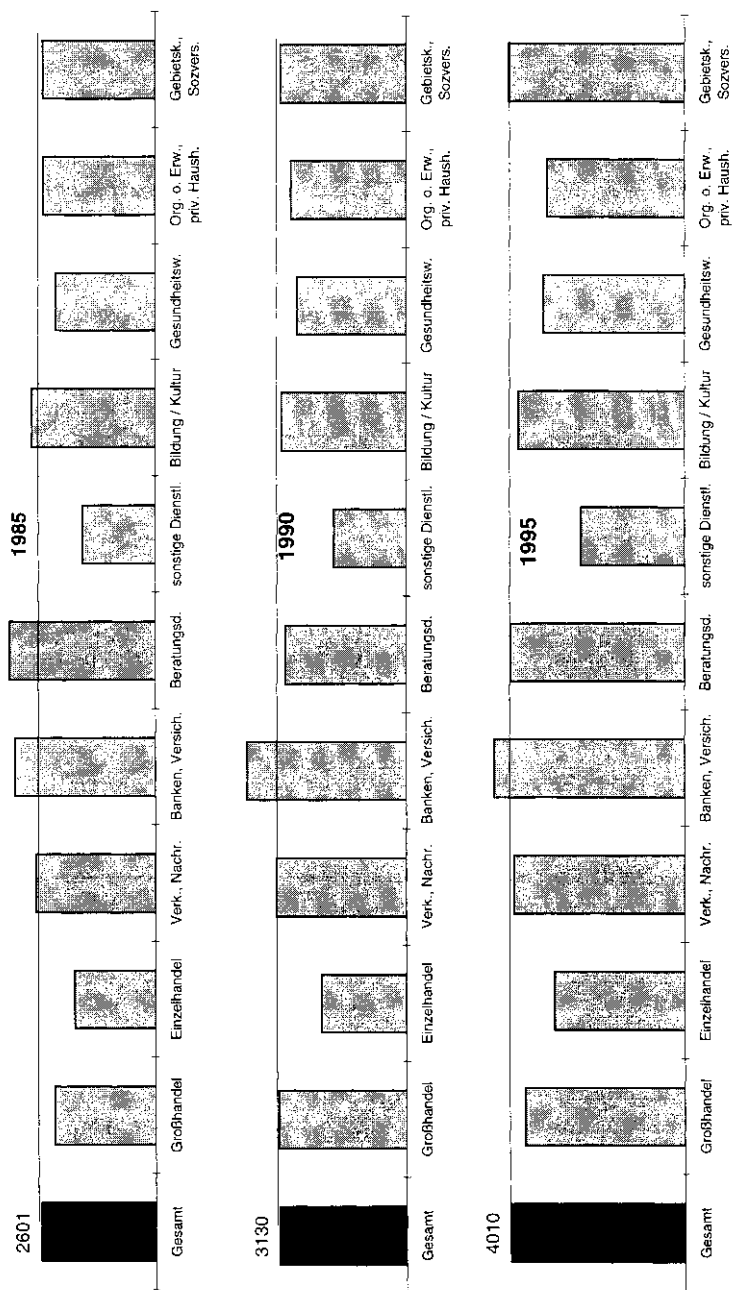 1985
2601
Gesamt
Großhandel
Einzelhandel
Verk., Nachr.
Banken, Versich.
Beratungsd.
sonstige Dienstl.
Bildung / Kultur
Gesundheitsw.
Org. o. Erw.,
priv. Haush.
Gebietsk.,
Sozvers.
1990
3130
Gesamt
Großhandel
Einzelhandel
Verk., Nachr.
Banken, Versich.
Beratungsd.
sonstige Dienstl.
Bildung / Kultur
Gesundheitsw.
Org. o. Erw.,
priv. Haush.
Gebietsk.,
Sozvers.
1995
4010
Gesamt
Großhandel
Einzelhandel
Verk., Nachr.
Banken, Versich.
Beratungsd.
sonstige Dienstl.
Bildung / Kultur
Gesundheitsw.
Org. o. Erw.,
priv. Haush.
Gebietsk.,
Sozvers.